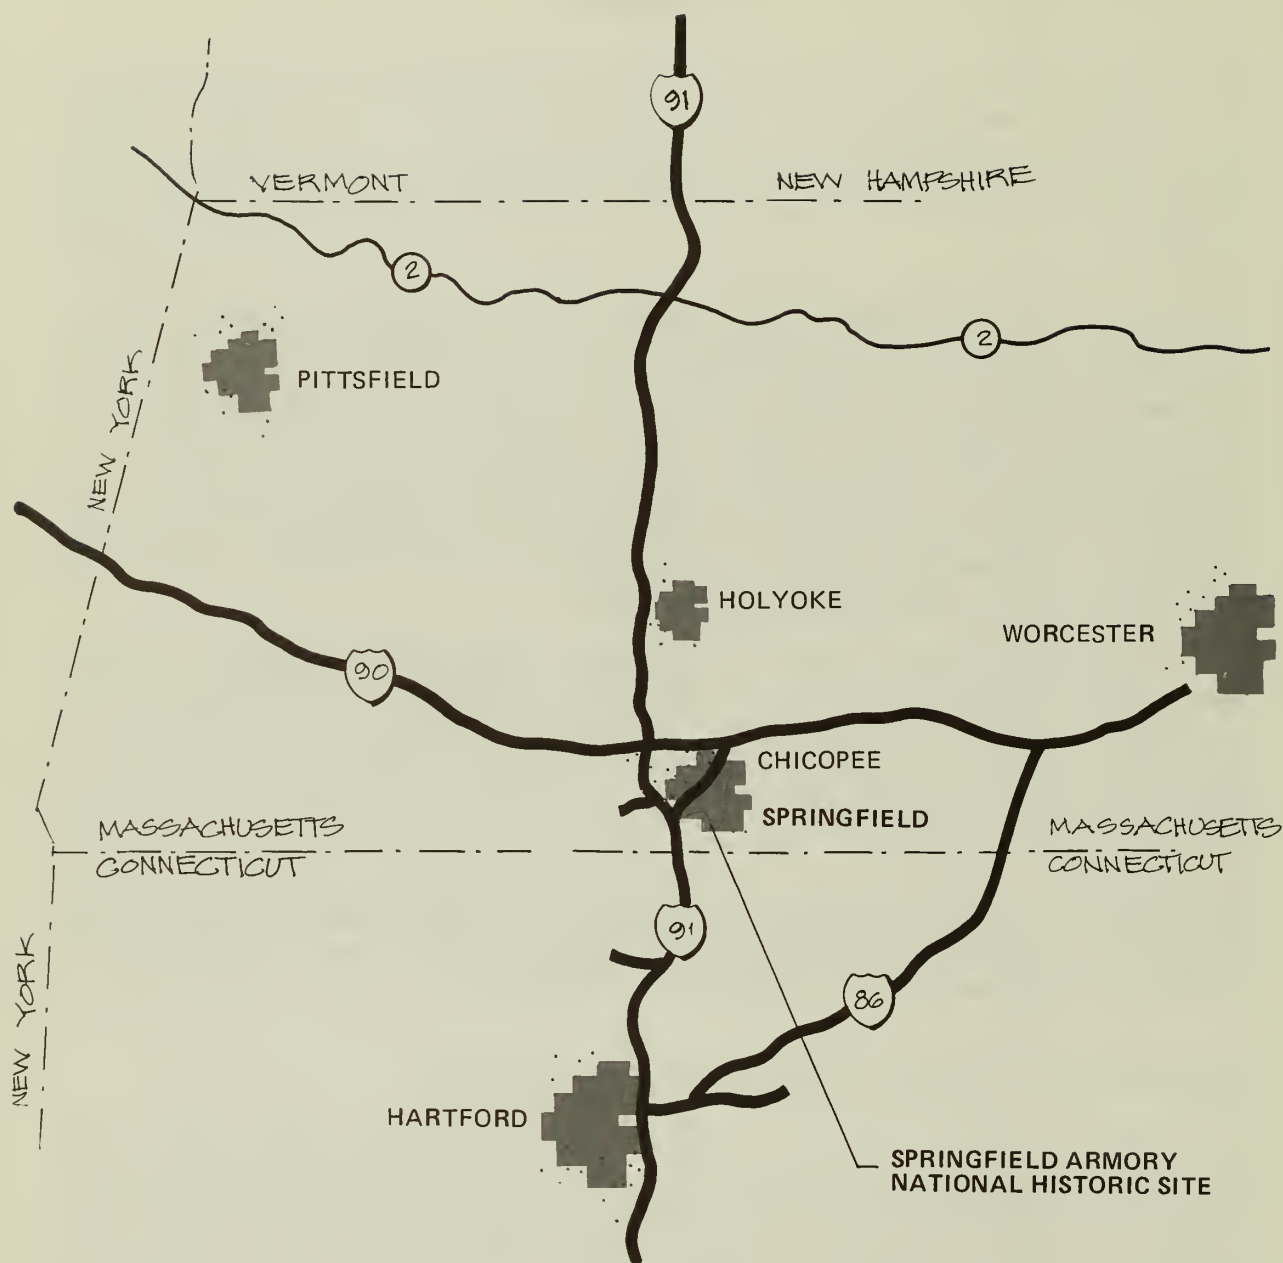 91
VERMONT
NEW HAMPSHIRE
2
2
PITTSFIELD
NEW YORK
HOLYOKE
WORCESTER
90
CHICOPEE
SPRINGFIELD
MASSACHUSETTS
CONNECTICUT
MASSACHUSETTS
CONNECTICUT
91
NEW YORK
86
HARTFORD
SPRINGFIELD ARMORY
NATIONAL HISTORIC SITE